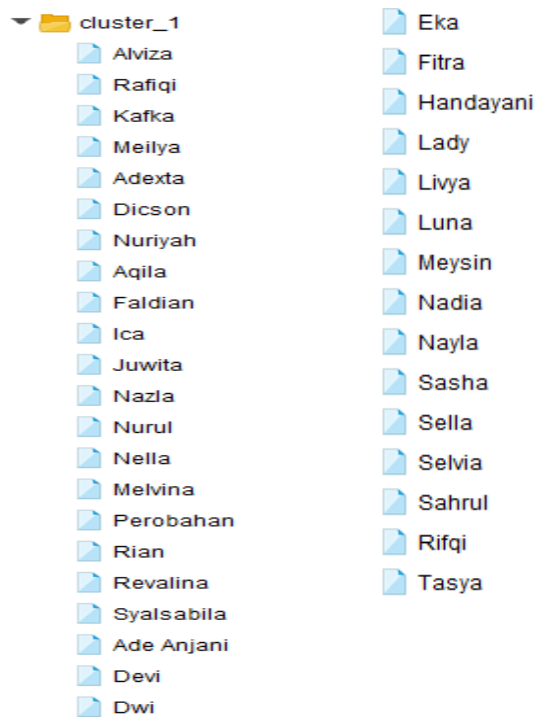 cluster_1
Alviza
Rafiqi
Kafka
Meilya
Adexta
Dicson
Nuriyah
Aqila
Faldian
Ica
Juwita
Nazla
Nurul
Nella
Melvina
Perobahan
Rian
Revalina
Syalsabila
Ade Anjani
Devi
Dwi
Eka
Fitra
Handayani
Lady
Livya
Luna
Meysin
Nadia
Nayla
Sasha
Sella
Selvia
Sahrul
Rifqi
Tasya